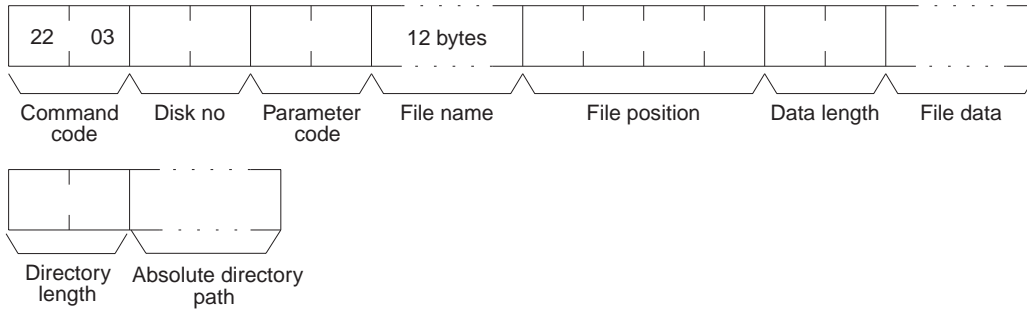 22 03 12 bytes
Command code Disk no Parameter code File name File position Data length File data
Directory length Absolute directory path